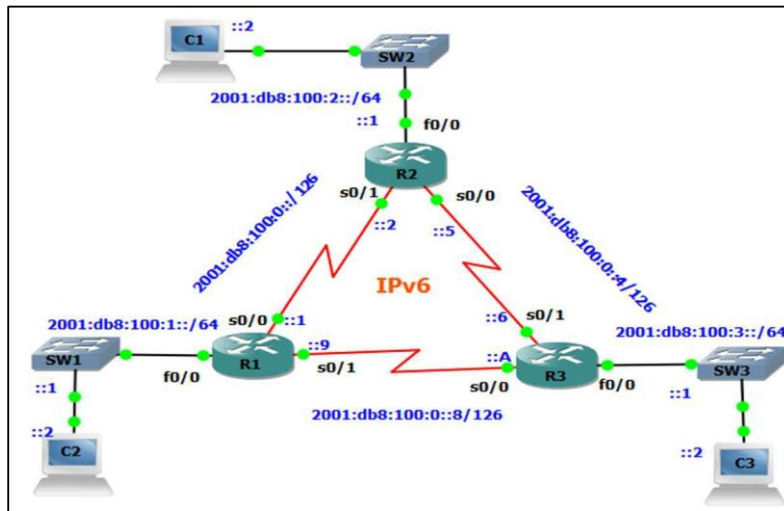 ::2
C1
SW2
2001:db8:100:2::/64
::1
f0/0
R2
s0/1
s0/0
::2
::5
2001:db8:100:0::/126
2001:db8:100:0::4/126
IPv6
2001:db8:100:1::/64
s0/0
::1
::6
s0/1
2001:db8:100:3::/64
SW1
::9
::A
f0/0
R1
s0/1
s0/0
R3
f0/0
SW3
::1
::1
2001:db8:100:0::8/126
::2
C2
::2
C3